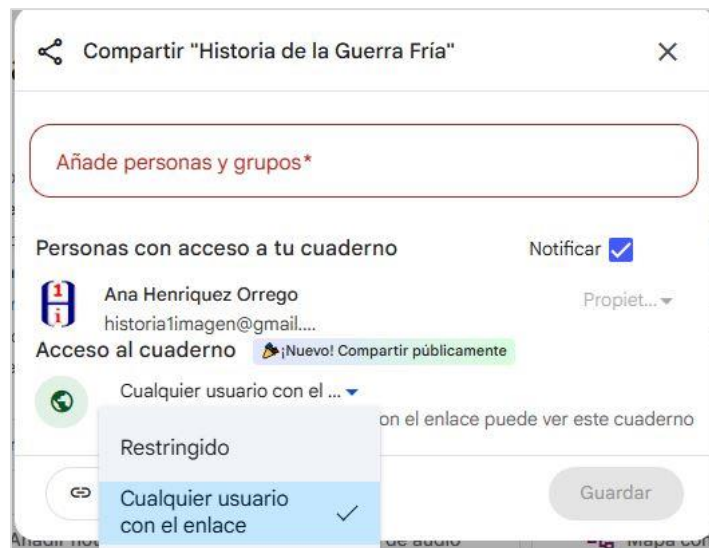 Compartir "Historia de la Guerra Fría"
Añade personas y grupos*
Personas con acceso a tu cuaderno
Notificar
Ana Henriquez Orrego
Propiet...
historia1imagen@gmail....
Acceso al cuaderno
¡Nuevo! Compartir públicamente
Cualquier usuario con el ...
on el enlace puede ver este cuaderno
Restringido
Cualquier usuario
con el enlace
Guardar